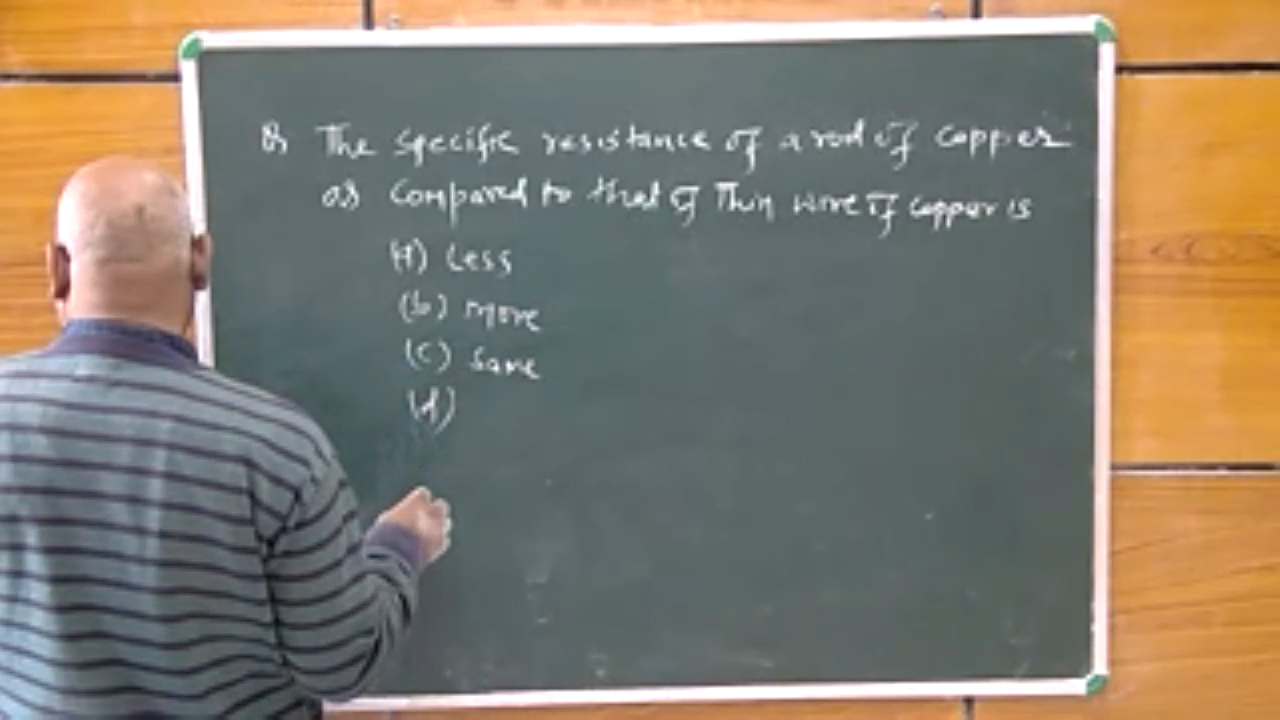 Q The specific resistance of a rod of copper
as compared to that of Thin wire of copper is
(A) Less
(b) More
(c) Same
(d)